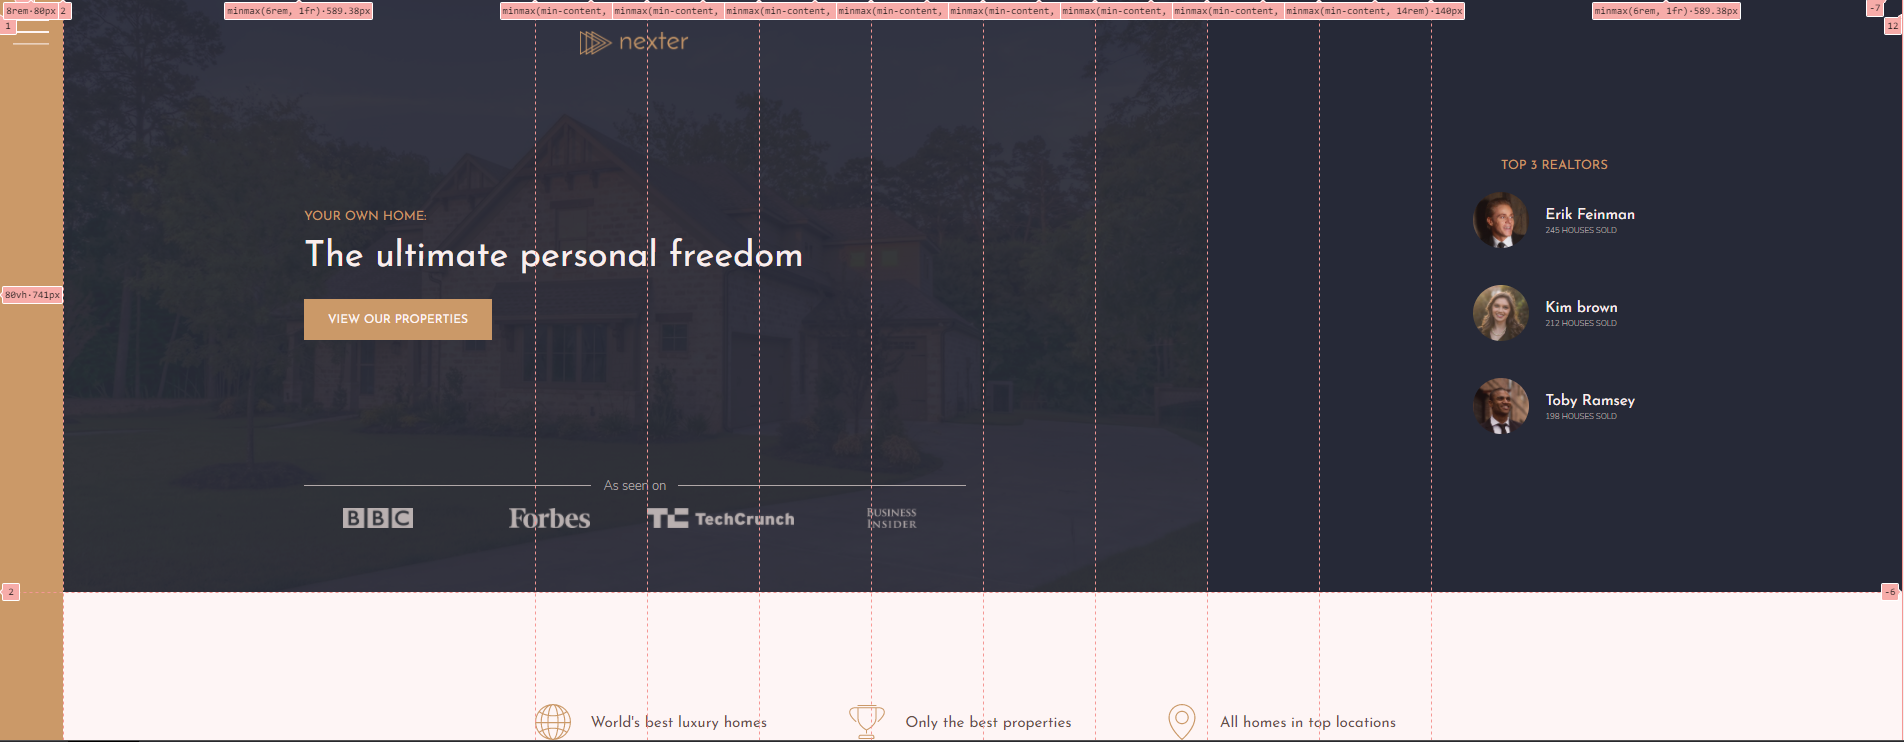 8rem·80px
2
minmax(6rem, 1fr)·589.38px
minmax(min-content,
minmax(min-content,
minmax(min-content,
minmax(min-content,
minmax(min-content,
minmax(min-content,
minmax(min-content,
minmax(min-content, 14rem)·140px
minmax(6rem, 1fr)·589.38px
-7
1
12
nexter
TOP 3 REALTORS
Erik Feinman
245 HOUSES SOLD
YOUR OWN HOME:
The ultimate personal freedom
80vh·741px
Kim brown
212 HOUSES SOLD
VIEW OUR PROPERTIES
Toby Ramsey
198 HOUSES SOLD
As seen on
BBC
Forbes
TC TechCrunch
BUSINESS
INSIDER
2
-6
World's best luxury homes
Only the best properties
All homes in top locations